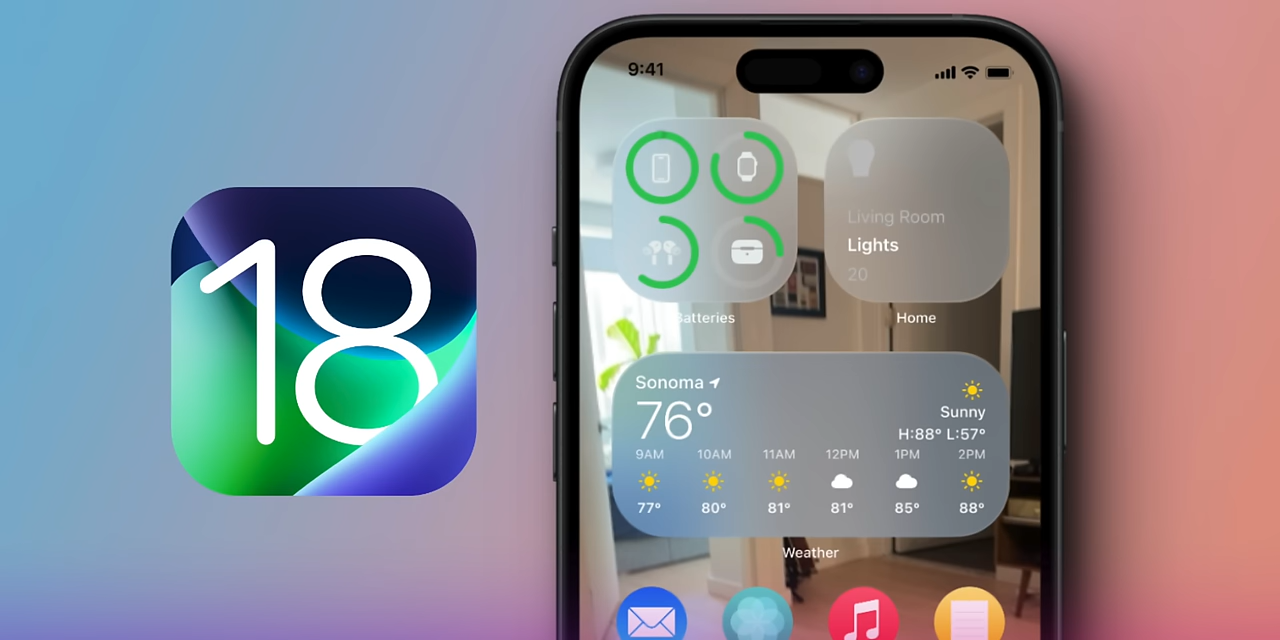 18
9:41
Living Room
Lights
20
Batteries
Home
Sonoma
76°
Sunny
H:88° L:57°
9AM 10AM 11AM 12PM 1PM 2PM
77° 80° 81° 81° 85° 88°
Weather